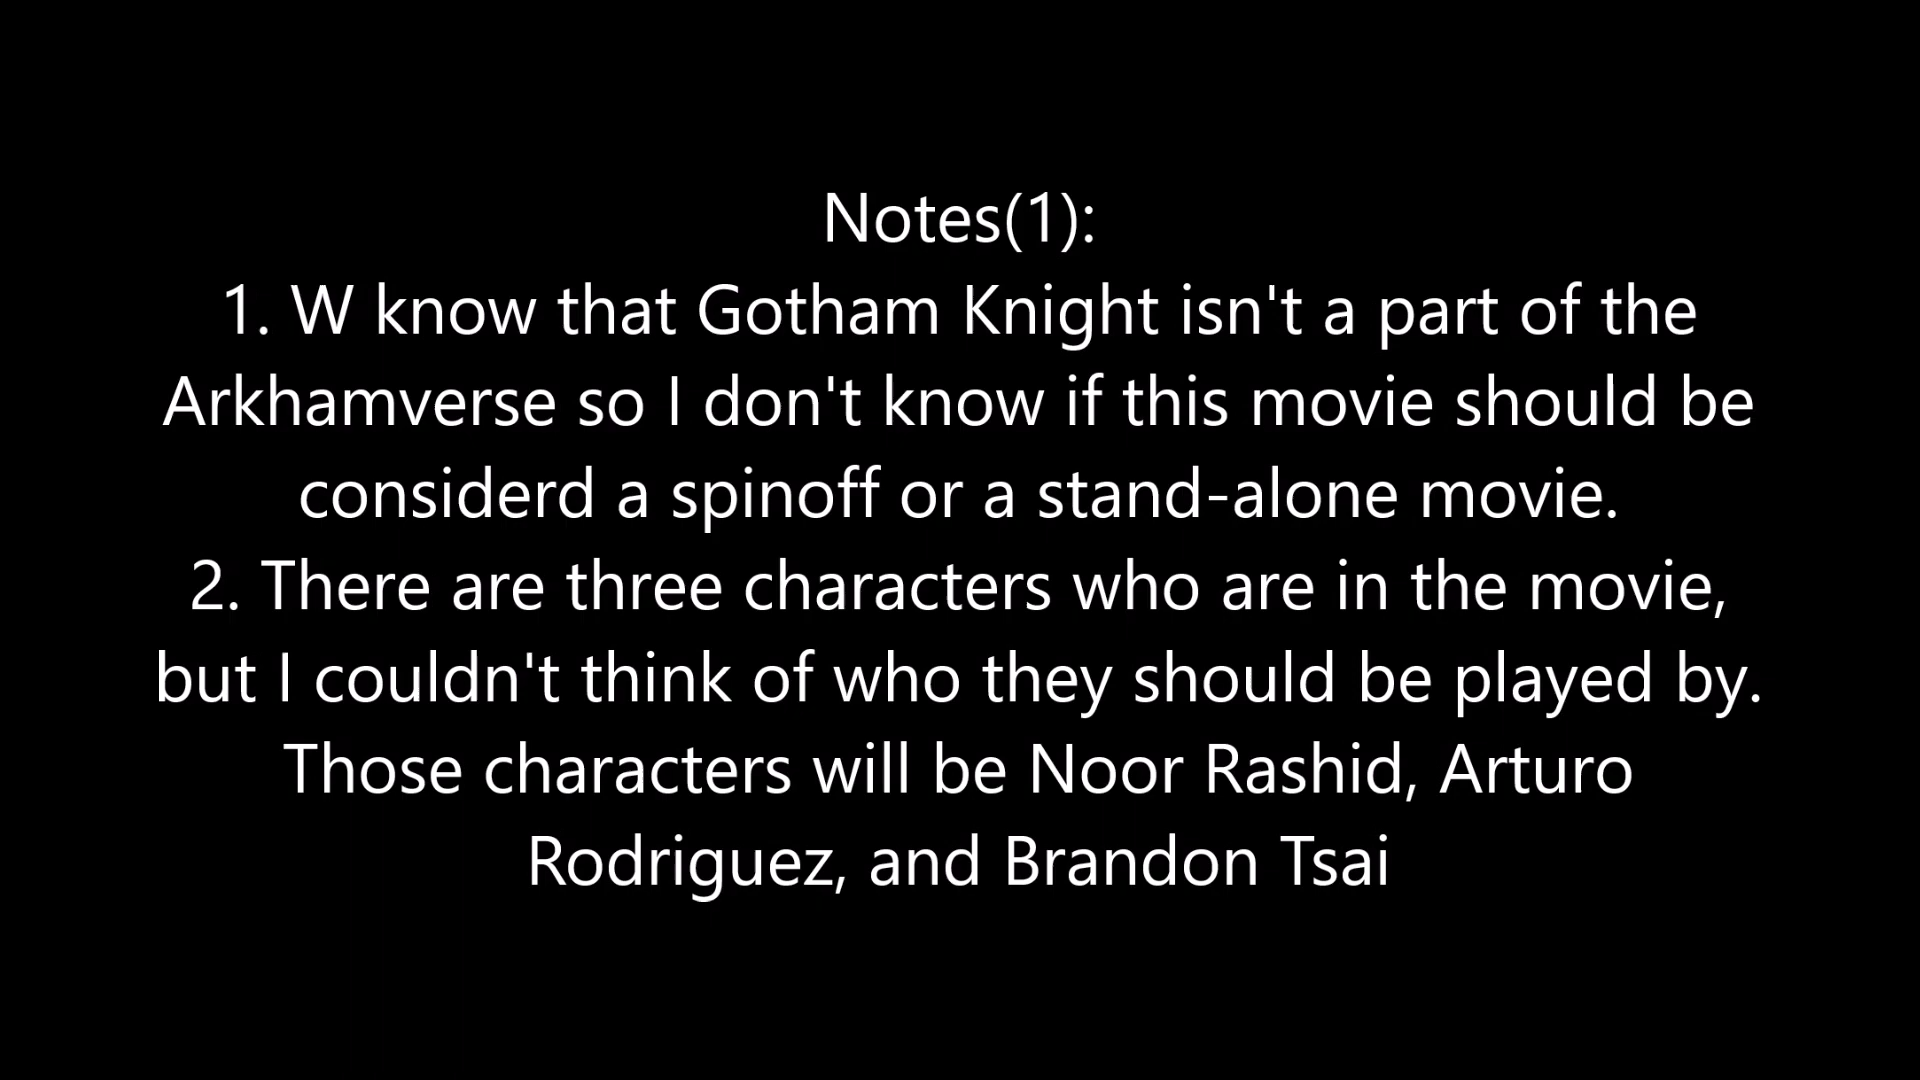 Notes(1):
1. W know that Gotham Knight isn't a part of the
Arkhamverse so I don't know if this movie should be
considerd a spinoff or a stand-alone movie.
2. There are three characters who are in the movie,
but I couldn't think of who they should be played by.
Those characters will be Noor Rashid, Arturo
Rodriguez, and Brandon Tsai